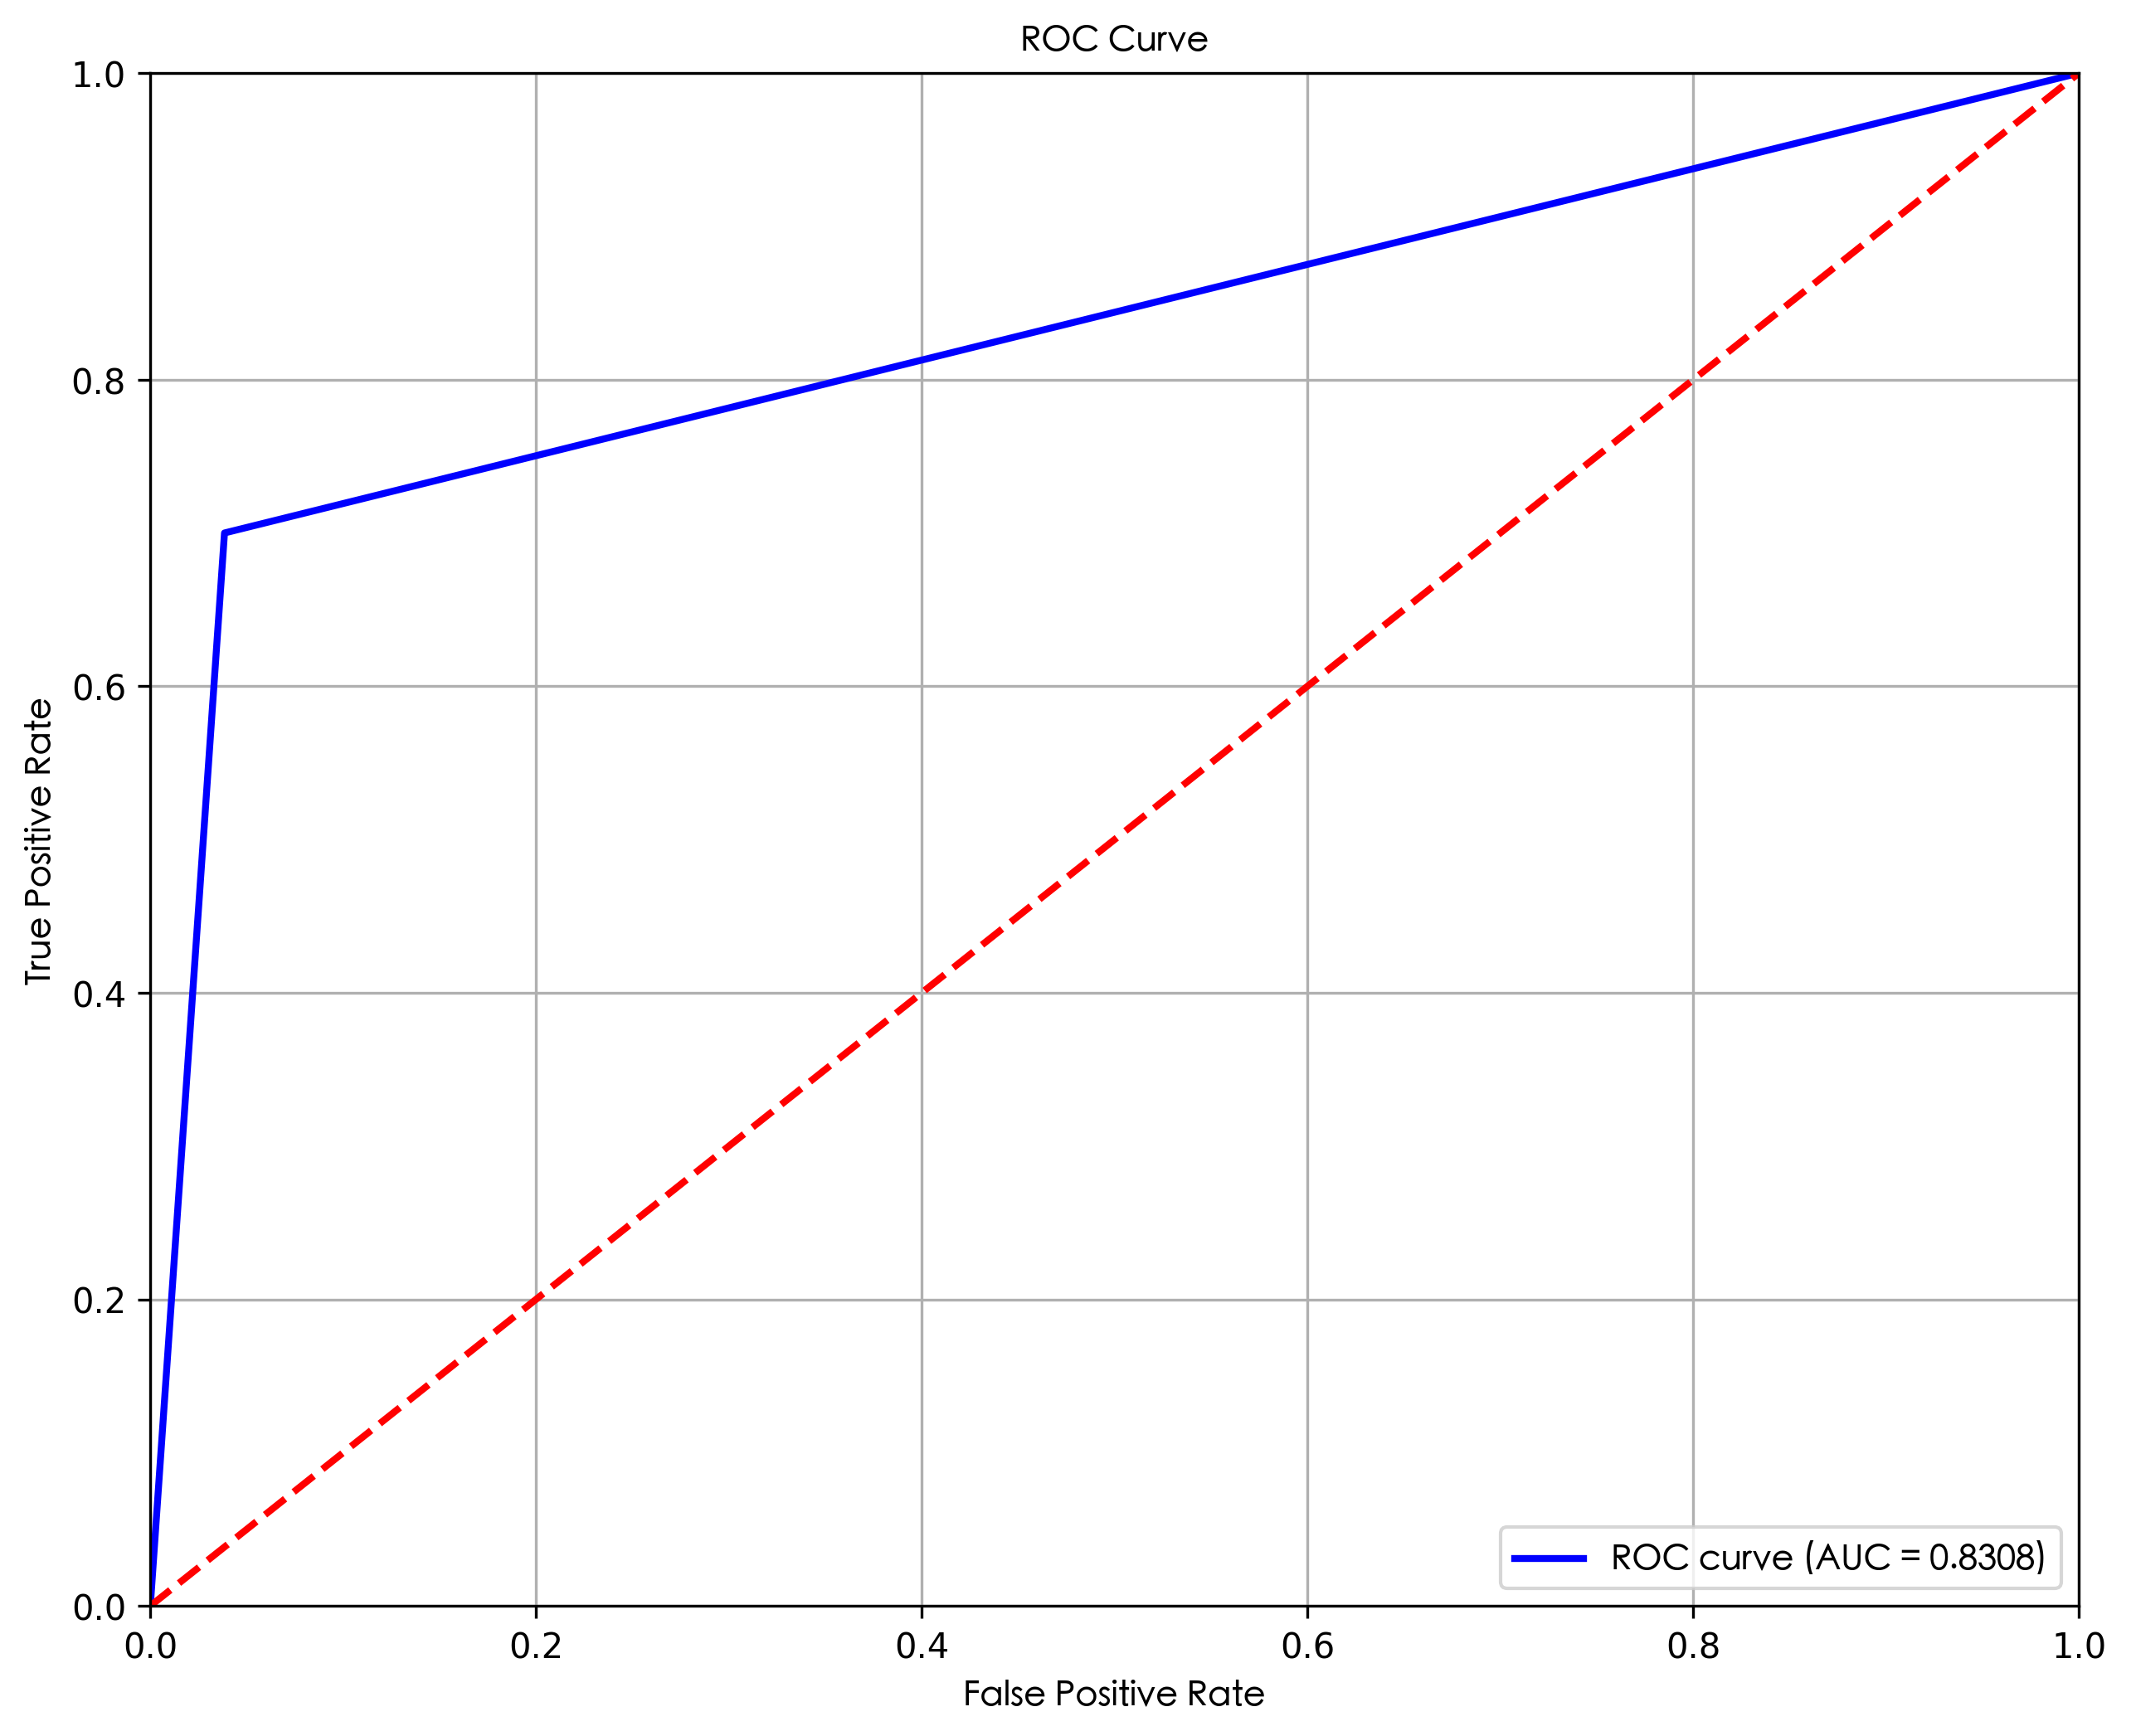 ROC Curve
1.0
0.8
0.6
0.4
0.2
0.0
True Positive Rate
0.0 0.2 0.4 0.6 0.8 1.0
False Positive Rate
ROC curve (AUC = 0.8308)